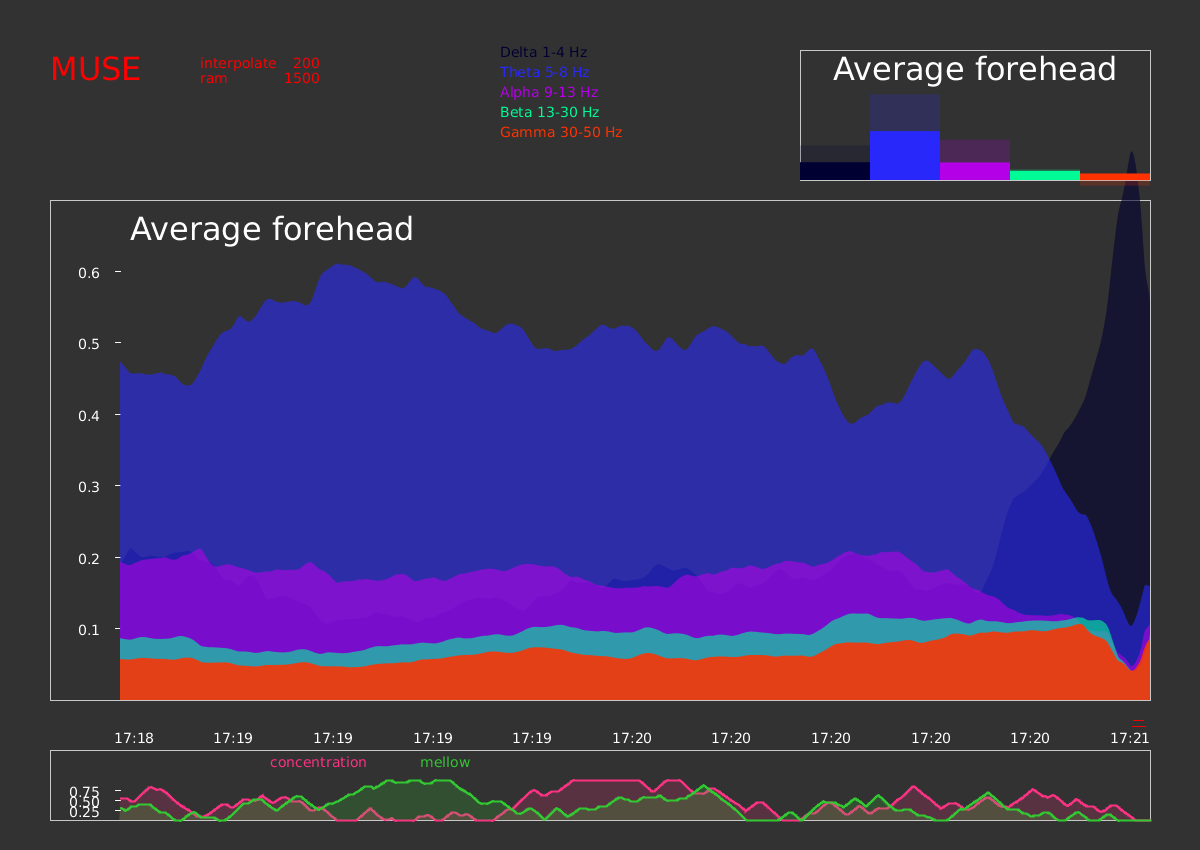 MUSE
interpolate 200
ram 1500
Delta 1-4 Hz
Theta 5-8 Hz
Alpha 9-13 Hz
Beta 13-30 Hz
Gamma 30-50 Hz
Average forehead
Average forehead
0.6
0.5
0.4
0.3
0.2
0.1
17:18 17:19 17:19 17:19 17:19 17:20 17:20 17:20 17:20 17:20 17:21
concentration mellow
0.75
0.50
0.25